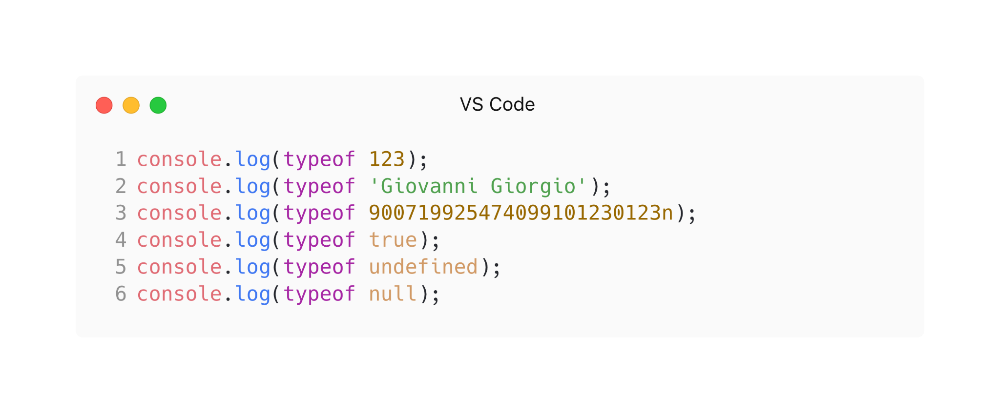 VS Code
1 console.log(typeof 123);
2 console.log(typeof 'Giovanni Giorgio');
3 console.log(typeof 900719925474099101230123n);
4 console.log(typeof true);
5 console.log(typeof undefined);
6 console.log(typeof null);